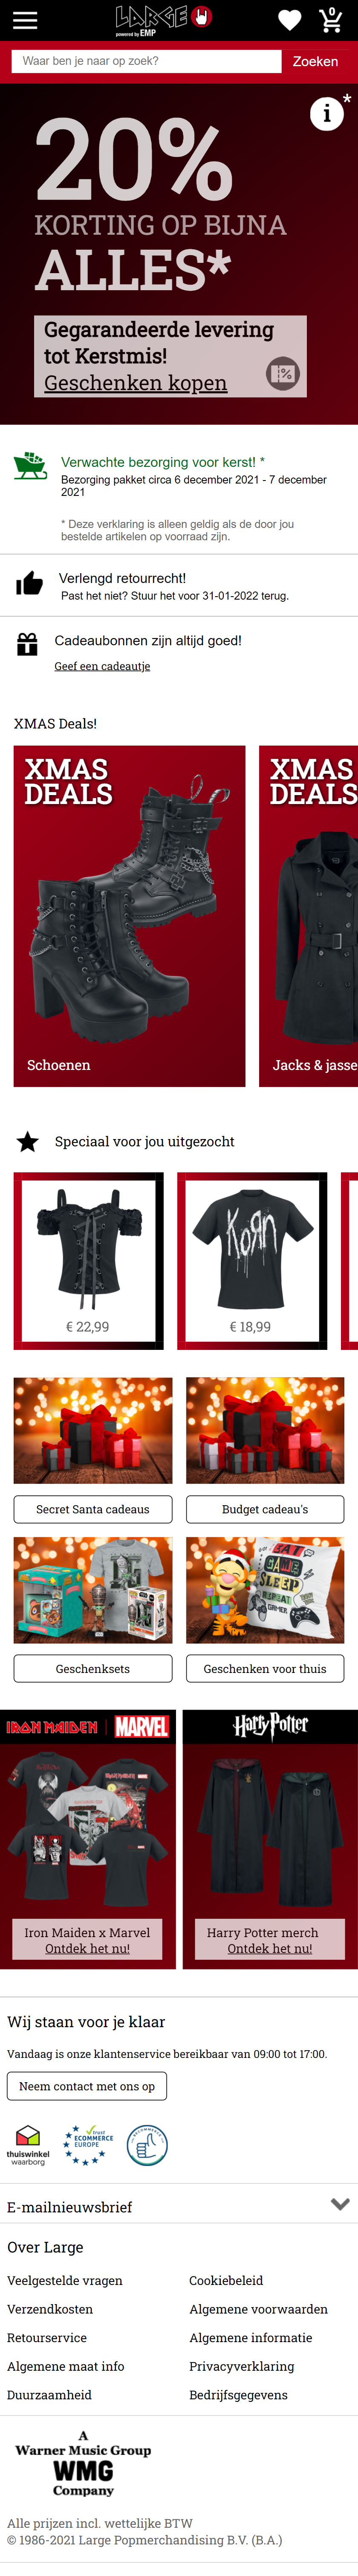 LARGE
powered by EMP
0
Waar ben je naar op zoek?
Zoeken
i *
20%
KORTING OP BIJNA
ALLES*
Gegarandeerde levering
tot Kerstmis!
Geschenken kopen
%
Verwachte bezorging voor kerst! *
Bezorging pakket circa 6 december 2021 - 7 december
2021
* Deze verklaring is alleen geldig als de door jou
bestelde artikelen op voorraad zijn.
Verlengd retourrecht!
Past het niet? Stuur het voor 31-01-2022 terug.
Cadeaubonnen zijn altijd goed!
Geef een cadeautje
XMAS Deals!
XMAS
DEALS
Schoenen
XMAS
DEALS
Jacks & jasse
Speciaal voor jou uitgezocht
€ 22,99
KoRn
€ 18,99
Secret Santa cadeaus
Budget cadeau's
EAT
GAME
SLEEP
REPEAT
GAMER
Geschenksets
Geschenken voor thuis
IRON MAIDEN | MARVEL
Iron Maiden x Marvel
Ontdek het nu!
Harry Potter
Harry Potter merch
Ontdek het nu!
Wij staan voor je klaar
Vandaag is onze klantenservice bereikbaar van 09:00 tot 17:00.
Neem contact met ons op
thuiswinkel
waarborg
trust
ECOMMERCE
EUROPE
E-mailnieuwsbrief
Over Large
Veelgestelde vragen
Cookiebeleid
Verzendkosten
Algemene voorwaarden
Retourservice
Algemene informatie
Algemene maat info
Privacyverklaring
Duurzaamheid
Bedrijfsgegevens
A
Warner Music Group
WMG
Company
Alle prijzen incl. wettelijke BTW
© 1986-2021 Large Popmerchandising B.V. (B.A.)